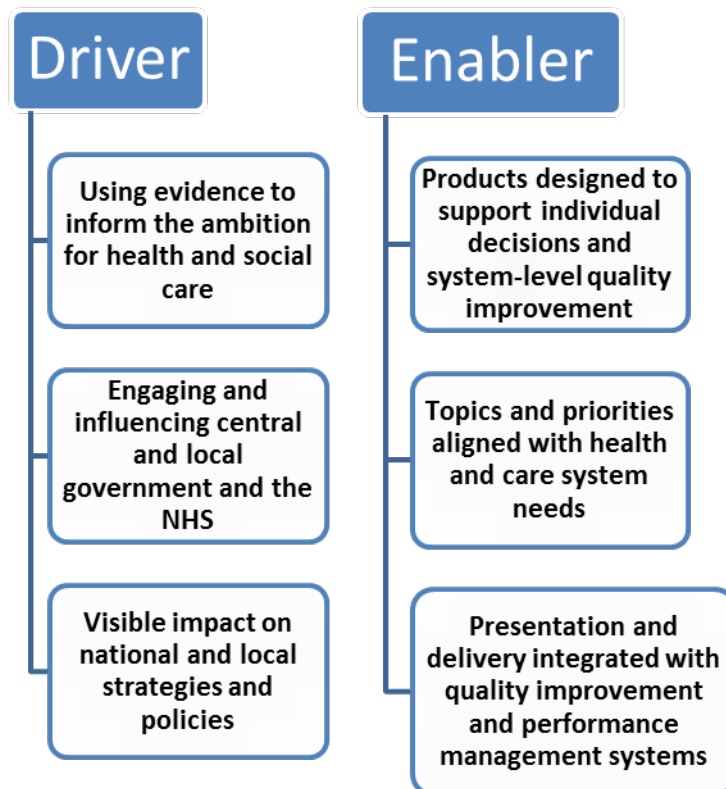 Driver
Using evidence to
inform the ambition
for health and social
care
Engaging and
influencing central
and local
government and the
NHS
Visible impact on
national and local
strategies and
policies
Enabler
Products designed to
support individual
decisions and
system-level quality
improvement
Topics and priorities
aligned with health
and care system
needs
Presentation and
delivery integrated with
quality improvement
and performance
management systems